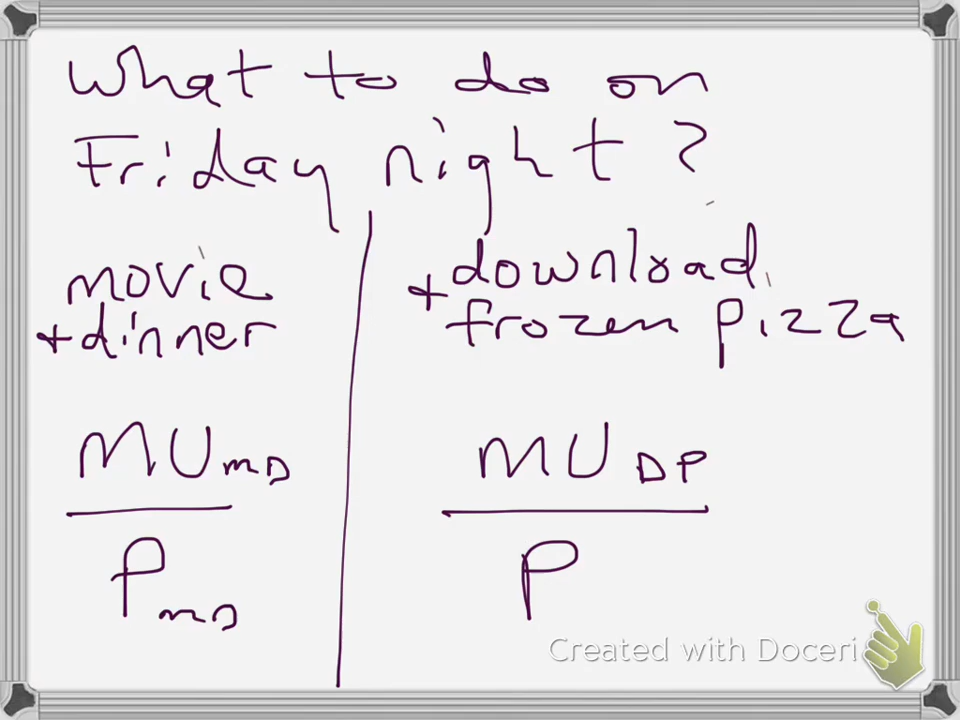 What to do on
Friday night?
movie
+dinner
download
+frozen pizza
MUMD
PMD
MUDP
P
Created with Doceri